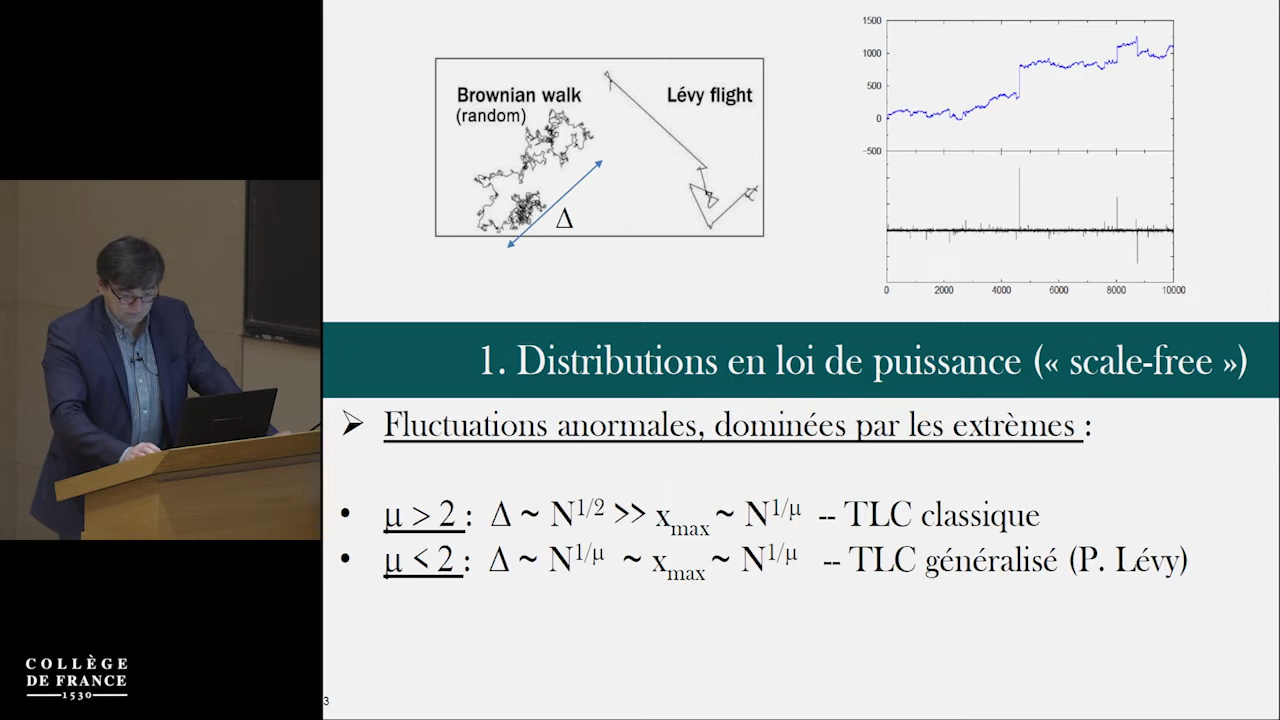 Brownian walk
(random)
Lévy flight
Δ
1500
1000
500
0
−500
0
2000
4000
6000
8000
10000
1. Distributions en loi de puissance (« scale-free »)
➢ Fluctuations anormales, dominées par les extrêmes :
• μ > 2 : Δ ~ N^1/2 >> x_max ~ N^1/μ -- TLC classique
• μ < 2 : Δ ~ N^1/μ ~ x_max ~ N^1/μ -- TLC généralisé (P. Lévy)
COLLÈGE
DE FRANCE
1530
3